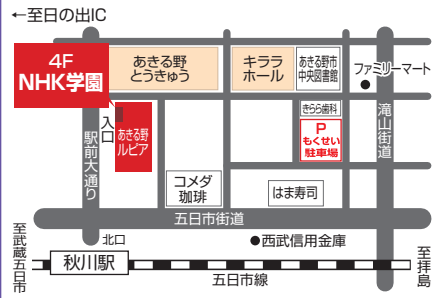 ←至日の出IC
4F
NHK学園
あきる野
とうきゅう
キララ
ホール
あきる野市
中央図書館
ファミリーマート
入口
あきる野
ルピア
きらら歯科
P
もくせい
駐車場
滝山街道
駅前大通り
コメダ
珈琲
はま寿司
五日市街道
北口
西武信用金庫
至武蔵五日市
秋川駅
五日市線
至拝島